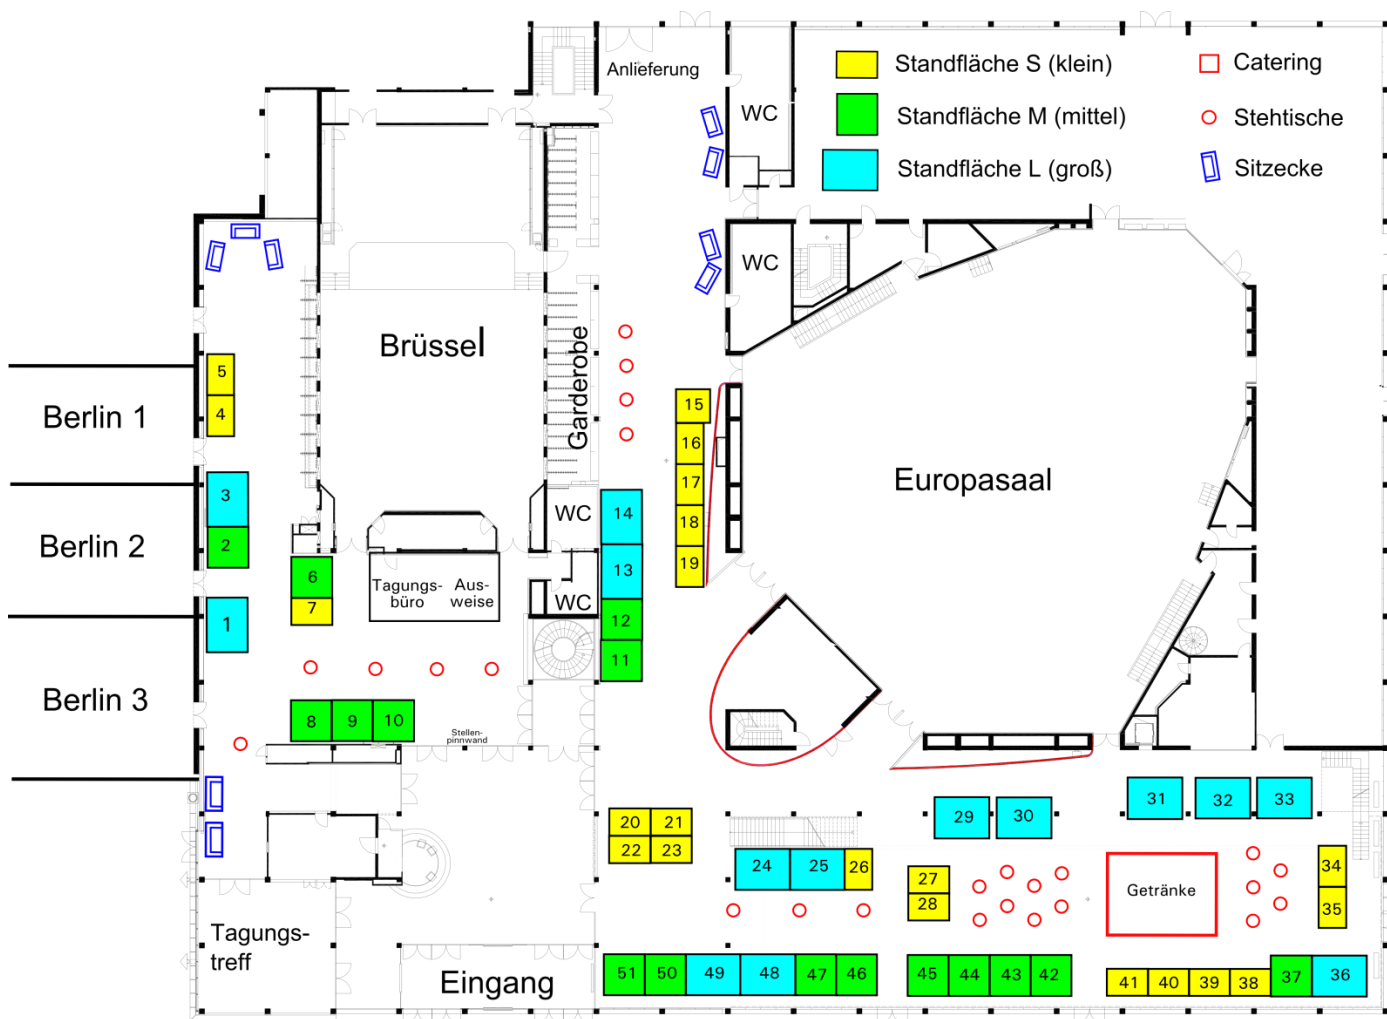 Anlieferung
Standfläche S (klein)
Catering
WC
Standfläche M (mittel)
Stehtische
Standfläche L (groß)
Sitzecke
WC
Brüssel
Garderobe
5
4
Berlin 1
15
16
17
18
19
Europasaal
3
2
Berlin 2
14
13
12
11
WC
WC
6
7
Tagungs-
büro
Aus-
weise
1
Berlin 3
8
9
10
Stellen-
pinnwand
20
21
22
23
24
25
26
29
30
31
32
33
27
28
Getränke
34
35
Tagungs-
treff
Eingang
51
50
49
48
47
46
45
44
43
42
41
40
39
38
37
36